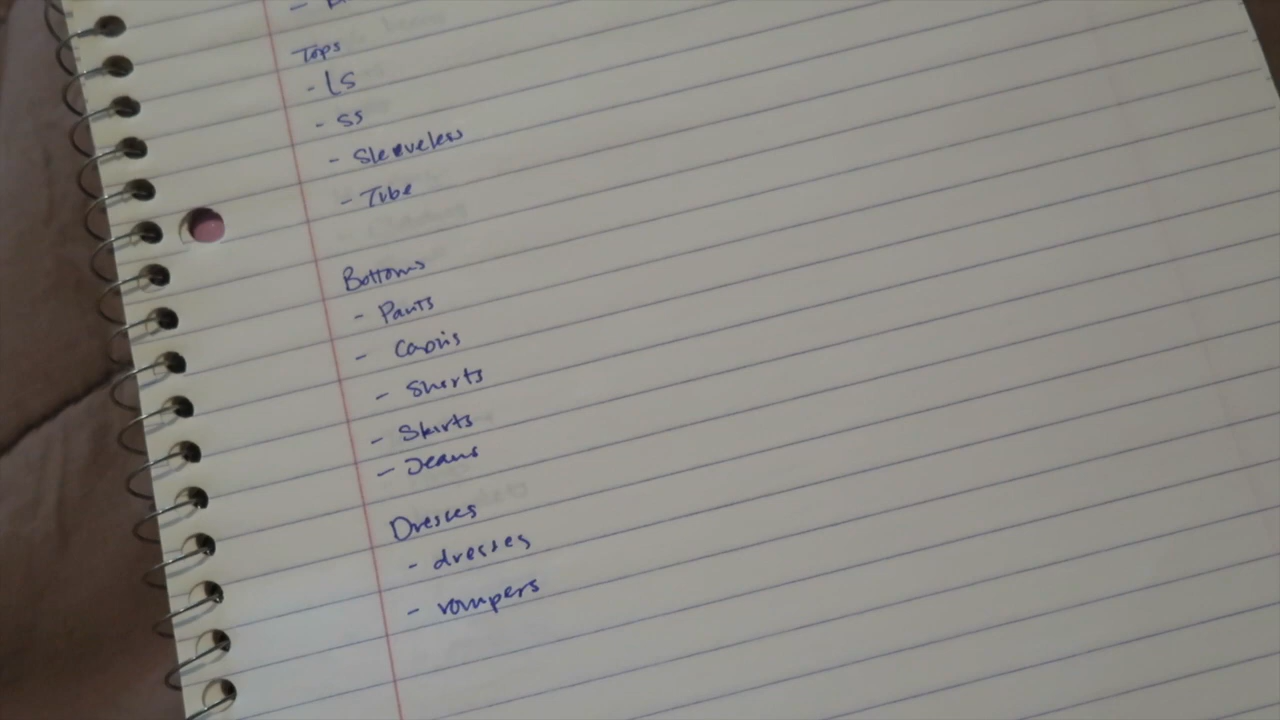 Tops
- LS
- SS
- Sleeveless
- Tube
Bottoms
- Pants
- Capris
- Shorts
- Skirts
- Jeans
Dresses
- dresses
- rompers